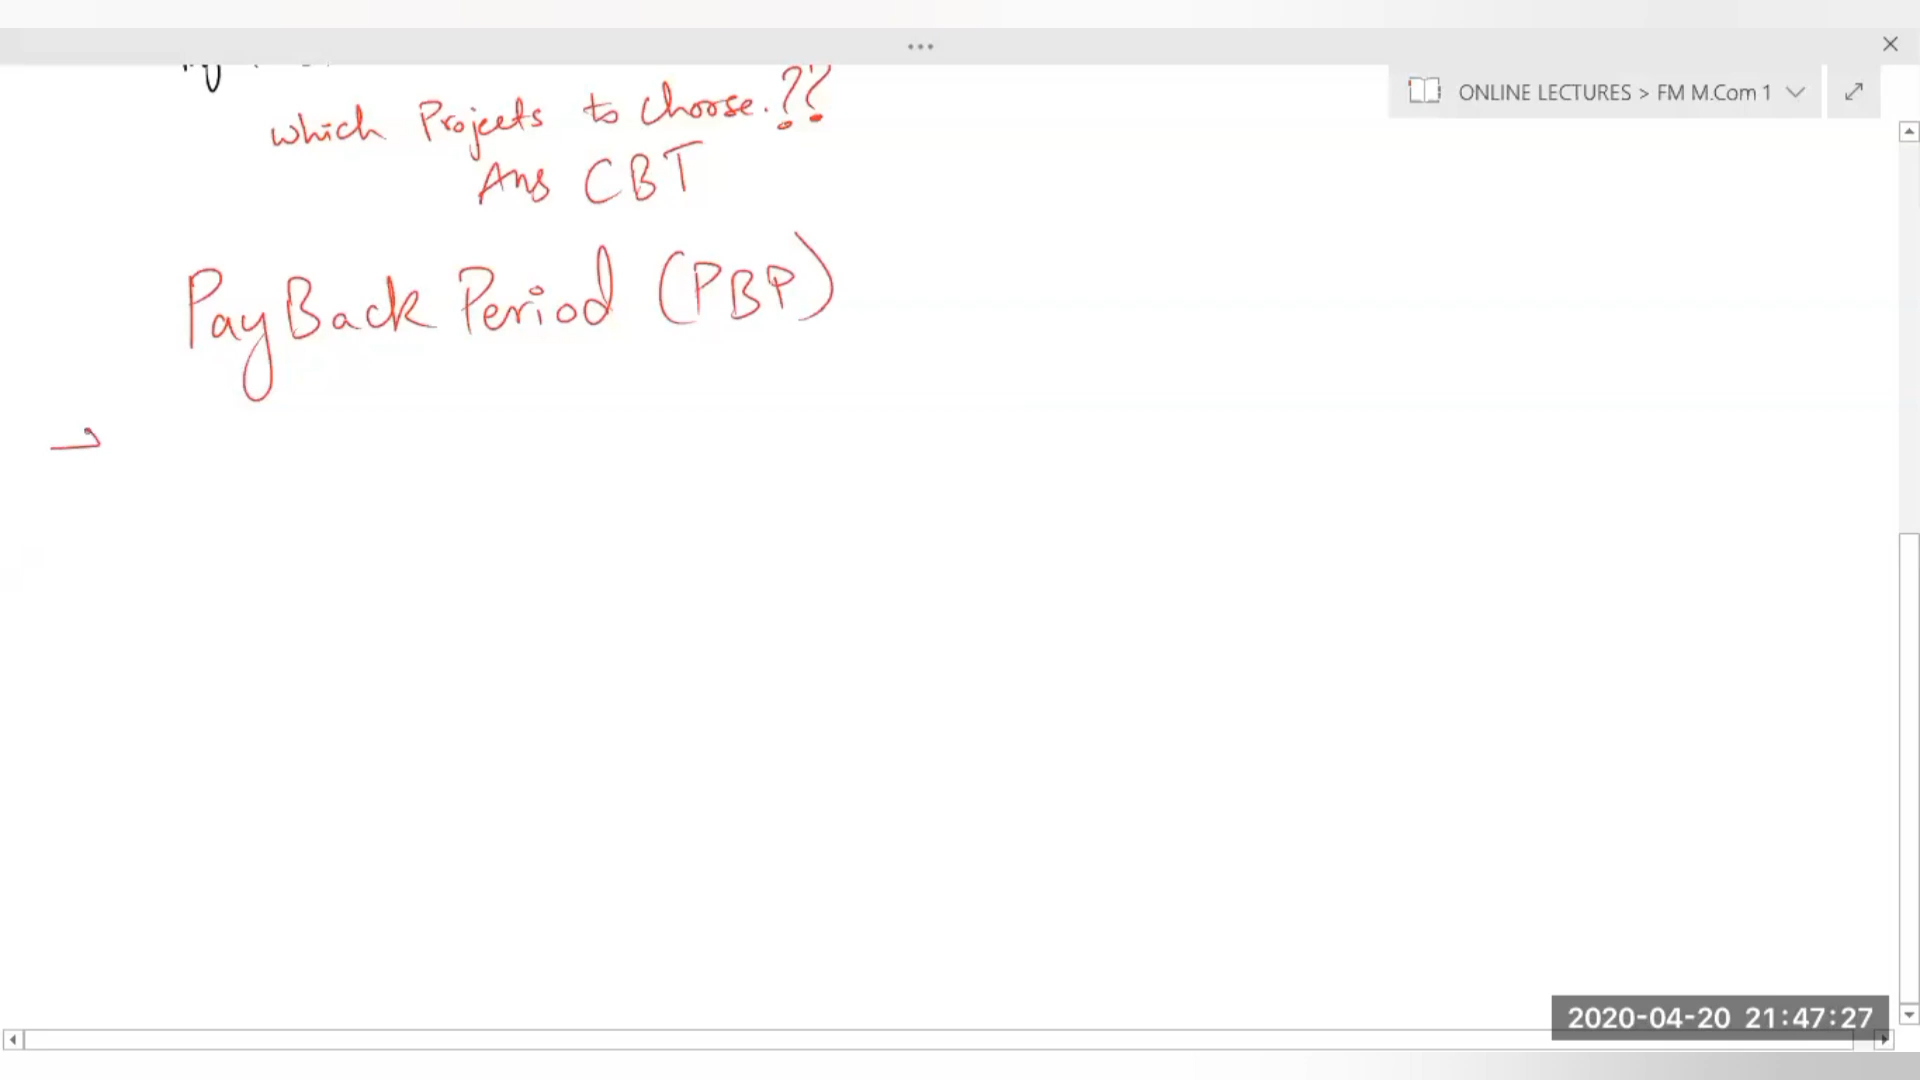 ONLINE LECTURES > FM M.Com 1
which Projects to choose.??
Ans CBT
PayBack Period (PBP)
2020-04-20 21:47:27